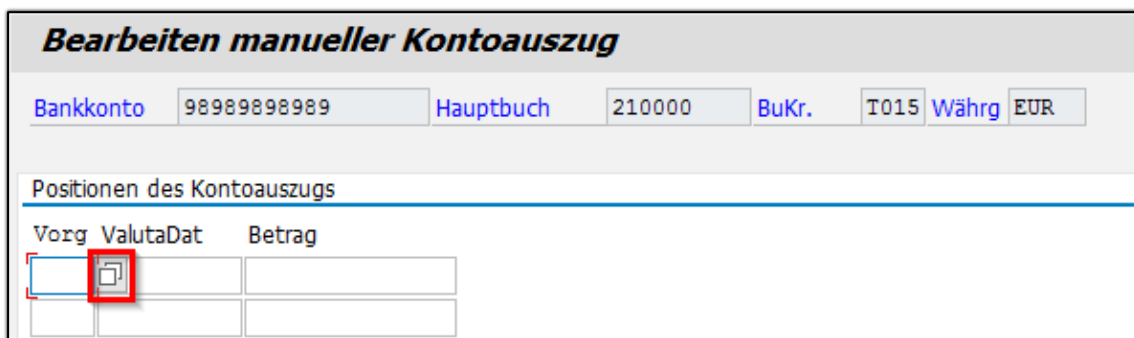 Bearbeiten manueller Kontoauszug
Bankkonto 98989898989 Hauptbuch 210000 BuKr. T015 Währg EUR
Positionen des Kontoauszugs
Vorg ValutaDat Betrag